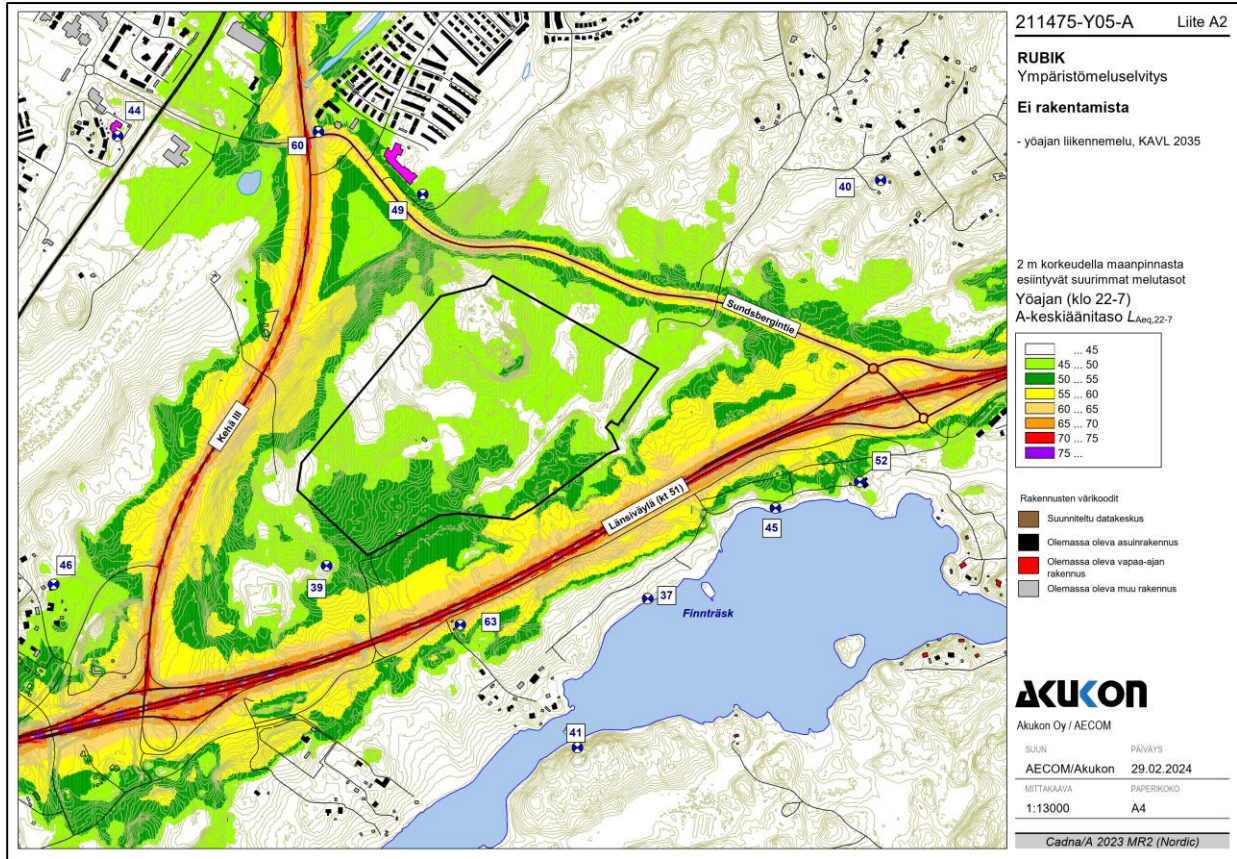 44
60
49
40
Sundsbergintie
Kehä III
Länsiväylä (kt 51)
52
45
46
39
37
63
Finnträsk
41
211475-Y05-A Liite A2
RUBIK
Ympäristömeluselvitys
Ei rakentamista
- yöajan liikennemelu, KAVL 2035
2 m korkeudella maanpinnasta
esiintyvät suurimmat melutasot
Yöajan (klo 22-7)
A-keskiäänitaso LAeq,22-7
... 45
45 ... 50
50 ... 55
55 ... 60
60 ... 65
65 ... 70
70 ... 75
75 ...
Rakennusten värikoodit
Suunniteltu datakeskus
Olemassa oleva asuinrakennus
Olemassa oleva vapaa-ajan
rakennus
Olemassa oleva muu rakennus
AKUKON
Akukon Oy / AECOM
SUUN PÄIVÄYS
AECOM/Akukon 29.02.2024
MITTAKAAVA PAPERIKOKO
1:13000 A4
Cadna/A 2023 MR2 (Nordic)